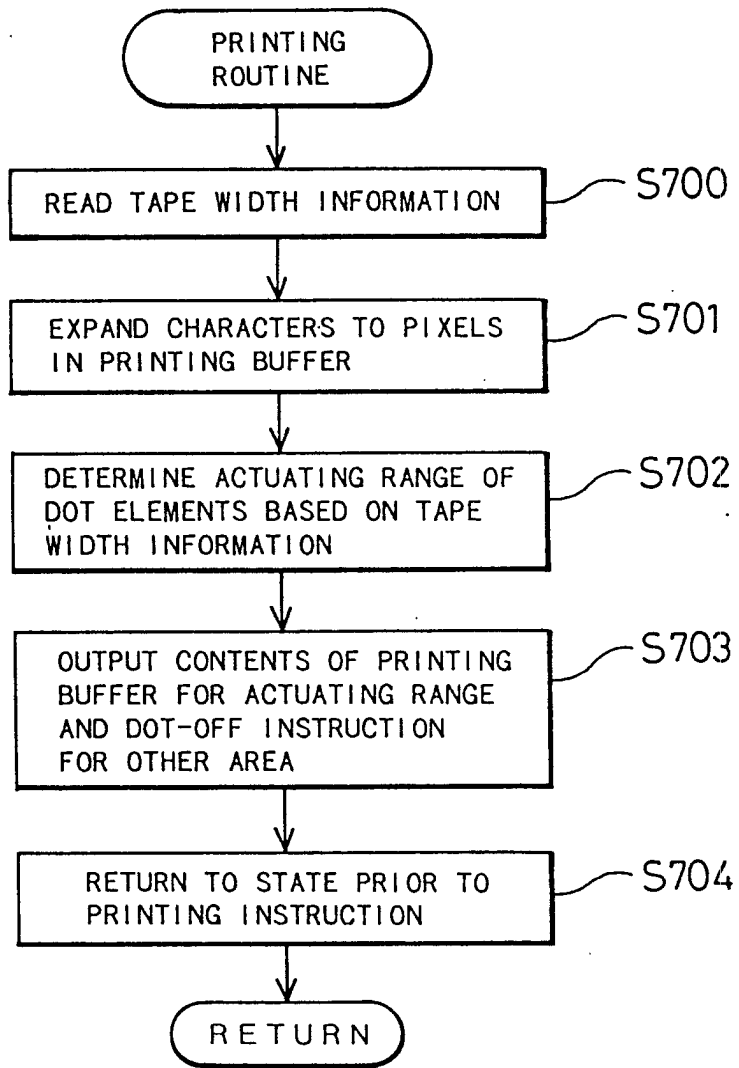 PRINTING
ROUTINE
READ TAPE WIDTH INFORMATION
S700
EXPAND CHARACTERS TO PIXELS
IN PRINTING BUFFER
S701
DETERMINE ACTUATING RANGE OF
DOT ELEMENTS BASED ON TAPE
WIDTH INFORMATION
S702
OUTPUT CONTENTS OF PRINTING
BUFFER FOR ACTUATING RANGE
AND DOT-OFF INSTRUCTION
FOR OTHER AREA
S703
RETURN TO STATE PRIOR TO
PRINTING INSTRUCTION
S704
RETURN